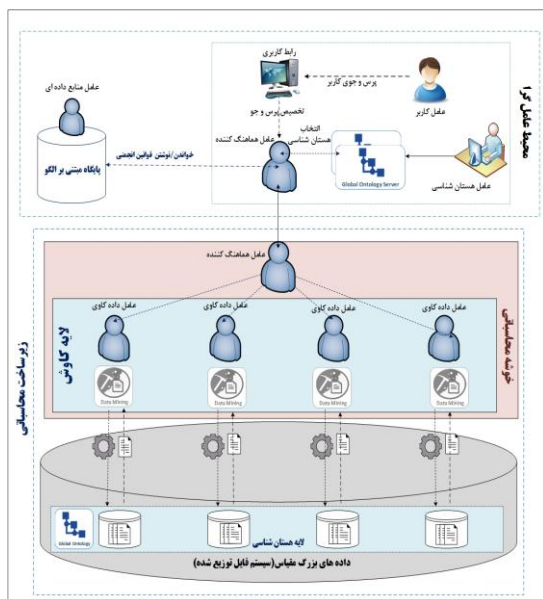 رابط کاربری
پرس و جوی کاربر
عامل کاربر
محیط عامل گرا
عامل منابع داده ای
تخصیص پرس و جو
انتخاب
هستان شناسی
عامل هماهنگ کننده
خواندن/نوشتن قوانین انجمنی
پایگاه مبتنی بر الگو
Global Ontology Server
عامل هستان شناسی
عامل هماهنگ کننده
عامل داده کاوی
عامل داده کاوی
عامل داده کاوی
عامل داده کاوی
لایه کاوش
خوشه محاسباتی
زیرساخت محاسباتی
Data Mining
Data Mining
Data Mining
Data Mining
Global Ontology
لایه هستان شناسی
داده های بزرگ مقیاس(سیستم فایل توزیع شده)